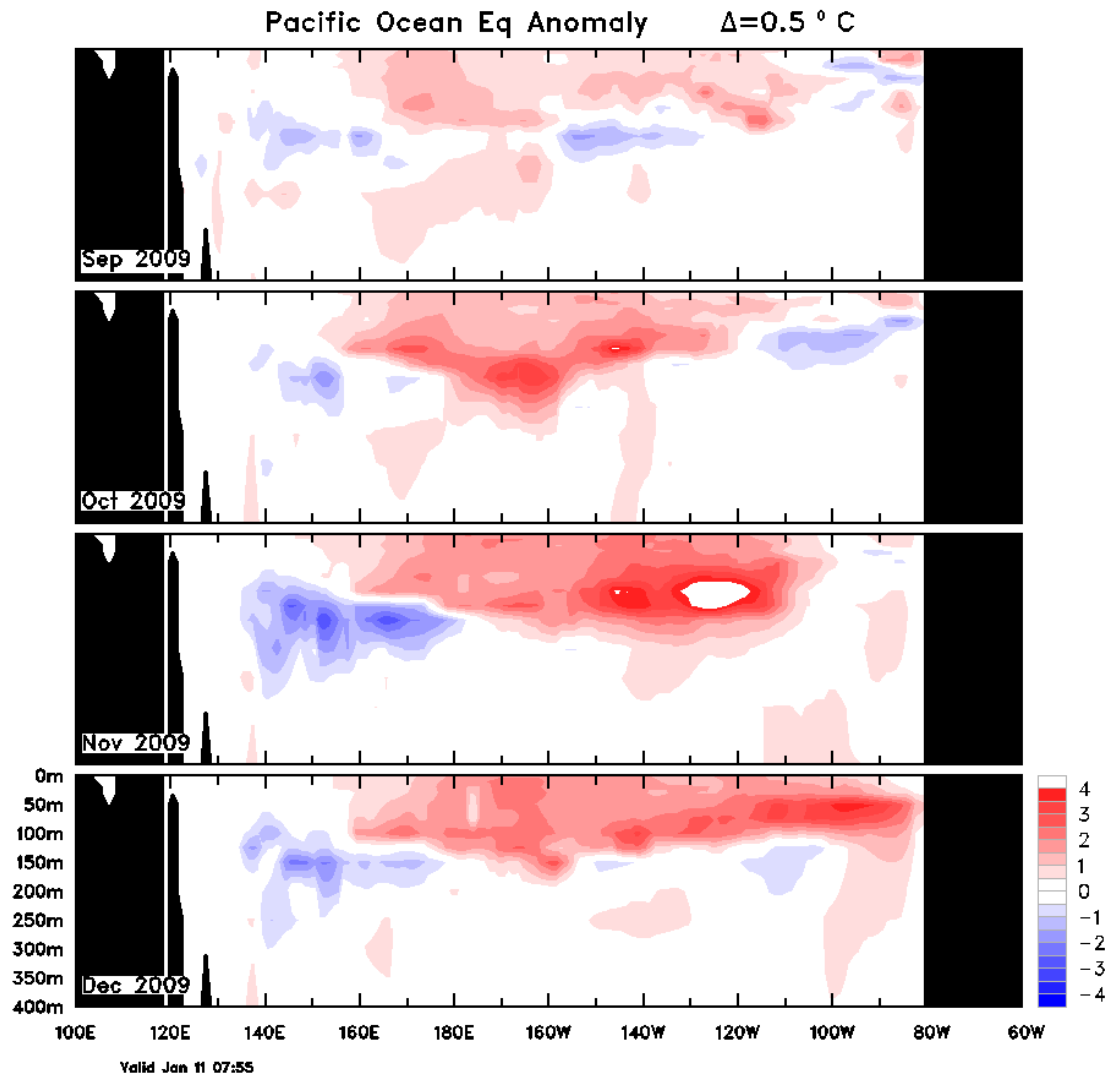 Pacific Ocean Eq Anomaly Δ=0.5 ° C
Sep 2009
Oct 2009
Nov 2009
0m
50m
100m
150m
200m
250m
300m
350m
400m
Dec 2009
4
3
2
1
0
-1
-2
-3
-4
100E 120E 140E 160E 180E 160W 140W 120W 100W 80W 60W
Valid Jan 11 07:55